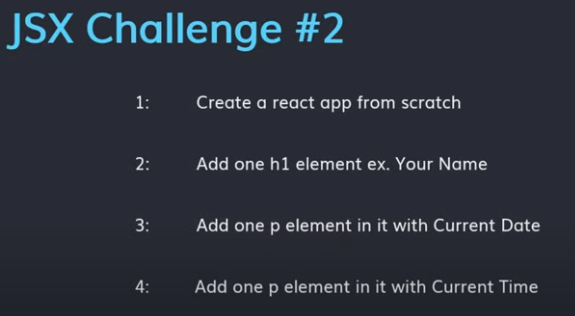 JSX Challenge #2
1: Create a react app from scratch
2: Add one h1 element ex. Your Name
3: Add one p element in it with Current Date
4: Add one p element in it with Current Time